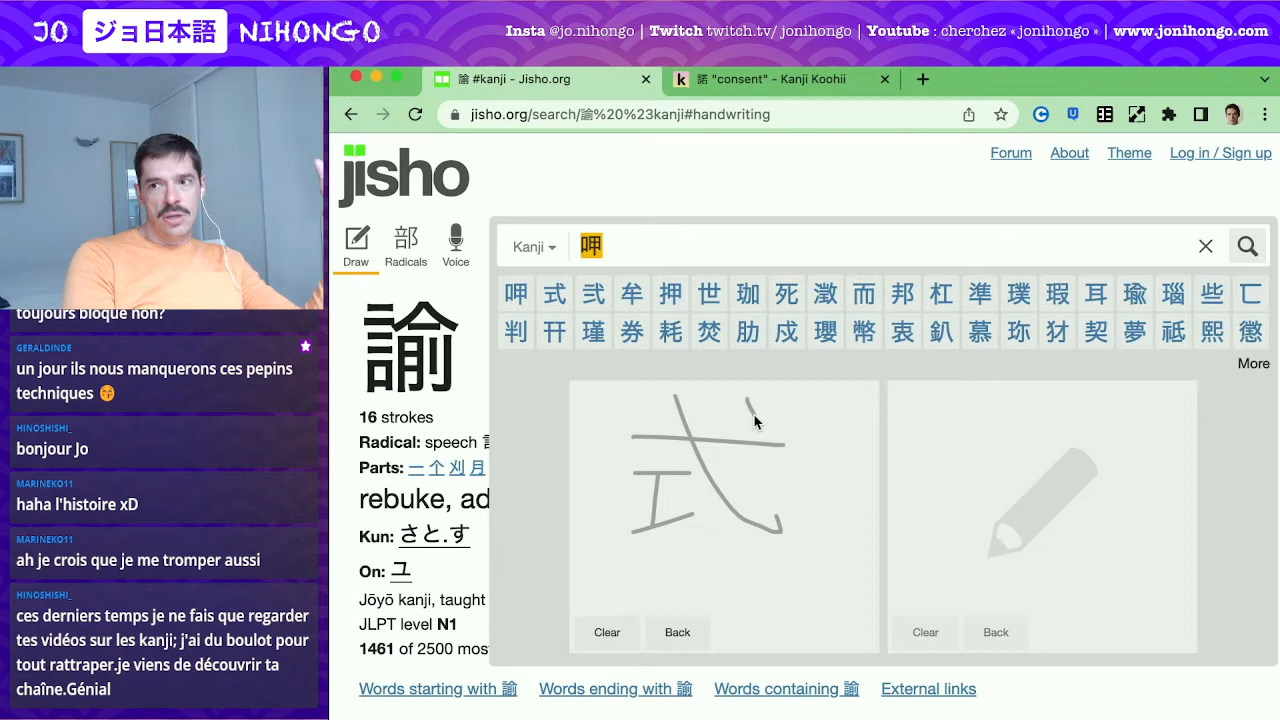 JO ジョ日本語 NIHONGO
Insta @jo.nihongo | Twitch twitch.tv/ jonihongo | Youtube : cherchez « jonihongo » | www.jonihongo.com
諭 #kanji - Jisho.org
k 諾 "consent" - Kanji Koohii
jisho.org/search/諭%20%23kanji#handwriting
jisho
Forum About Theme Log in / Sign up
Draw
部 Radicals
Voice
Kanji 呷
呷 式 弐 牟 押 世 珈 死 激 而 邦 杠 準 璞 瑕 耳 瑜 瑙 些 亡
判 幵 瑾 券 耗 焚 肋 戍 瓔 幣 衷 釟 慕 珎 犲 契 夢 祗 熙 懲
More
式
Clear Back
Clear Back
諭
16 strokes
Radical: speech
Parts: 一 个 刈 月
rebuke, ad
Kun: さと.す
On: ユ
Jōyō kanji, taught
JLPT level N1
1461 of 2500 mos
Words starting with 諭 Words ending with 諭 Words containing 諭 External links
toujours bloque non?
GERALDINDE
un jour ils nous manquerons ces pepins
techniques 😙
HINOSHISHI_
bonjour Jo
MARINEKO11
haha l'histoire xD
MARINEKO11
ah je crois que je me tromper aussi
HINOSHISHI_
ces derniers temps je ne fais que regarder
tes vidéos sur les kanji; j'ai du boulot pour
tout rattraper.je viens de découvrir ta
chaîne.Génial